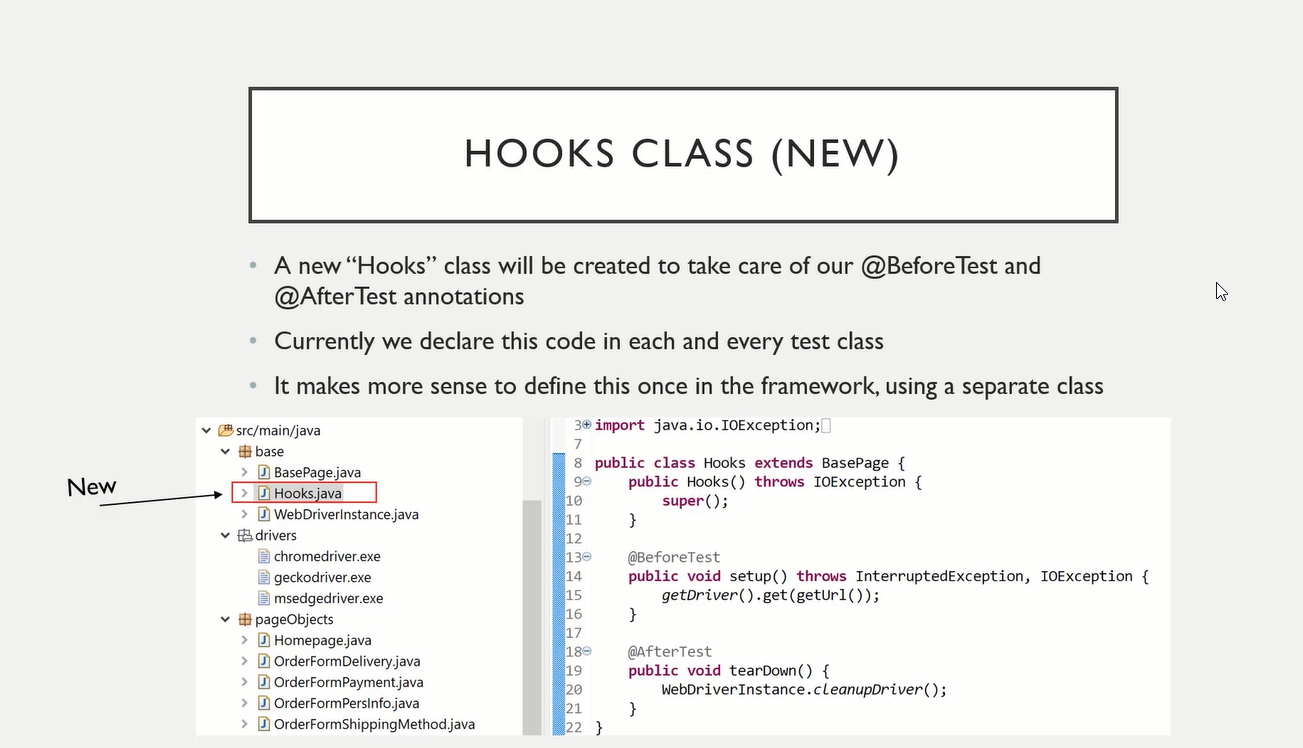 HOOKS CLASS (NEW)
• A new “Hooks” class will be created to take care of our @BeforeTest and
@AfterTest annotations
• Currently we declare this code in each and every test class
• It makes more sense to define this once in the framework, using a separate class
New
src/main/java
base
BasePage.java
Hooks.java
WebDriverInstance.java
drivers
chromedriver.exe
geckodriver.exe
msedgedriver.exe
pageObjects
Homepage.java
OrderFormDelivery.java
OrderFormPayment.java
OrderFormPersInfo.java
OrderFormShippingMethod.java
3 import java.io.IOException;
7
8 public class Hooks extends BasePage {
9 public Hooks() throws IOException {
10 super();
11 }
12
13 @BeforeTest
14 public void setup() throws InterruptedException, IOException {
15 getDriver().get(getUrl());
16 }
17
18 @AfterTest
19 public void tearDown() {
20 WebDriverInstance.cleanupDriver();
21 }
22 }